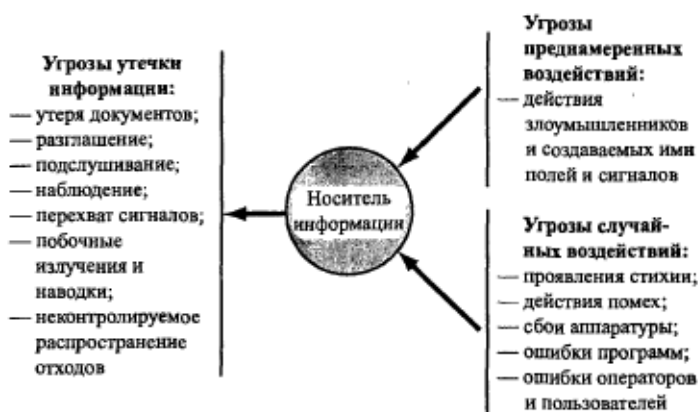 Угрозы утечки
информации:
— утеря документов;
— разглашение;
— подслушивание;
— наблюдение;
— перехват сигналов;
— побочные
излучения и
наводки;
— неконтролируемое
распространение
отходов
Носитель
информации
Угрозы
преднамеренных
воздействий:
— действия
злоумышленников
и создаваемых ими
полей и сигналов
Угрозы случай-
ных воздействий:
— проявления стихии;
— действия помех;
— сбои аппаратуры;
— ошибки программ;
— ошибки операторов
и пользователей